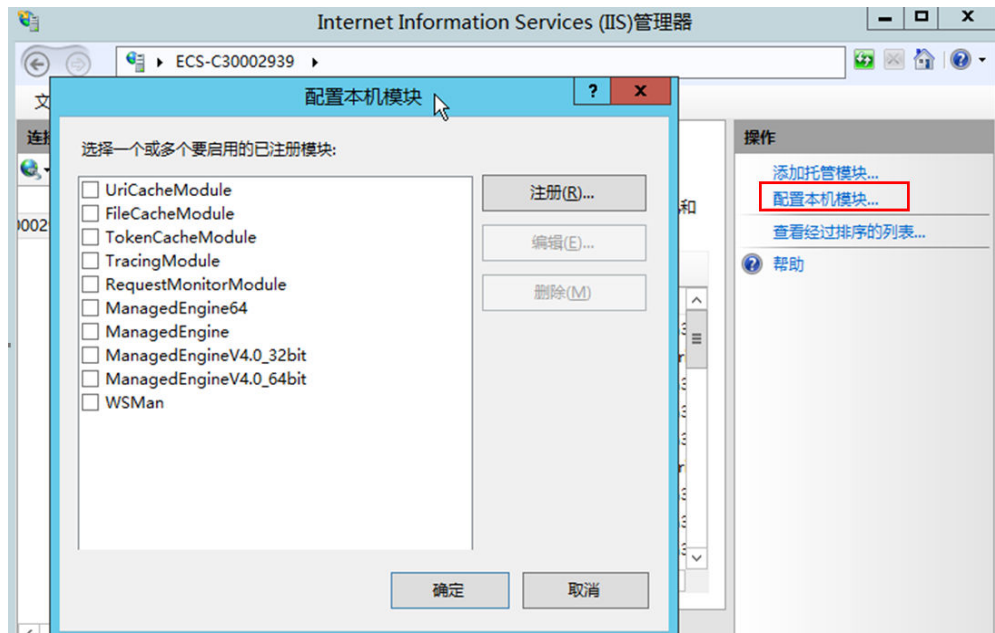 Internet Information Services (IIS)管理器
ECS-C30002939
文
配置本机模块
?
x
连接
选择一个或多个要启用的已注册模块:
UriCacheModule
FileCacheModule
TokenCacheModule
TracingModule
RequestMonitorModule
ManagedEngine64
ManagedEngine
ManagedEngineV4.0_32bit
ManagedEngineV4.0_64bit
WSMan
注册(R)...
编辑(E)...
删除(M)
确定
取消
和
操作
添加托管模块...
配置本机模块...
查看经过排序的列表...
帮助